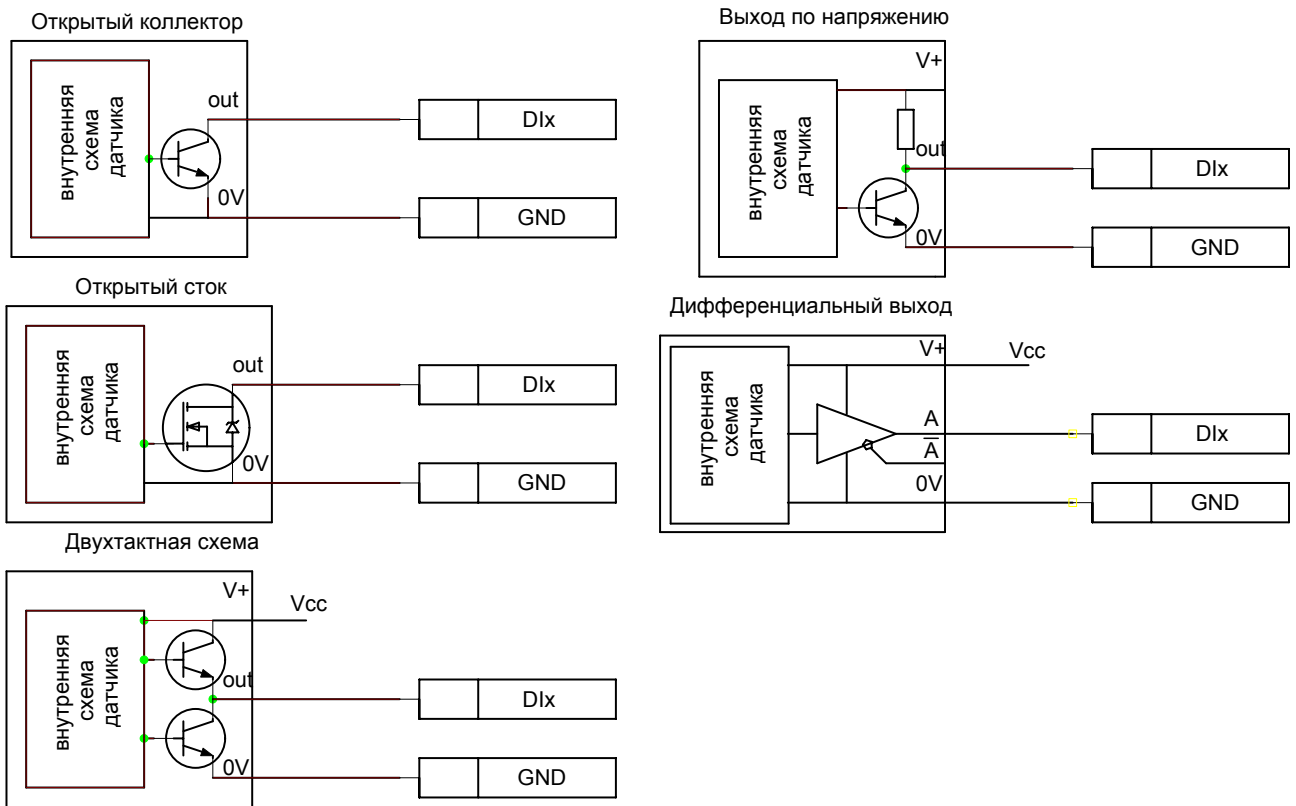 Открытый коллектор
внутренняя
схема
датчика
out
0V
DIx
GND
Открытый сток
внутренняя
схема
датчика
out
0V
DIx
GND
Двухтактная схема
внутренняя
схема
датчика
V+
Vcc
out
0V
DIx
GND
Выход по напряжению
внутренняя
схема
датчика
V+
out
0V
DIx
GND
Дифференциальный выход
внутренняя
схема
датчика
V+
Vcc
A
A̅
0V
DIx
GND